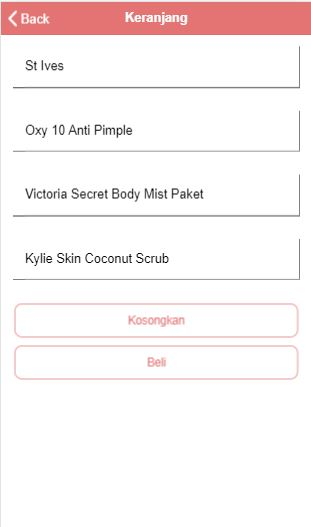 Back
Keranjang
St Ives
Oxy 10 Anti Pimple
Victoria Secret Body Mist Paket
Kylie Skin Coconut Scrub
Kosongkan
Beli